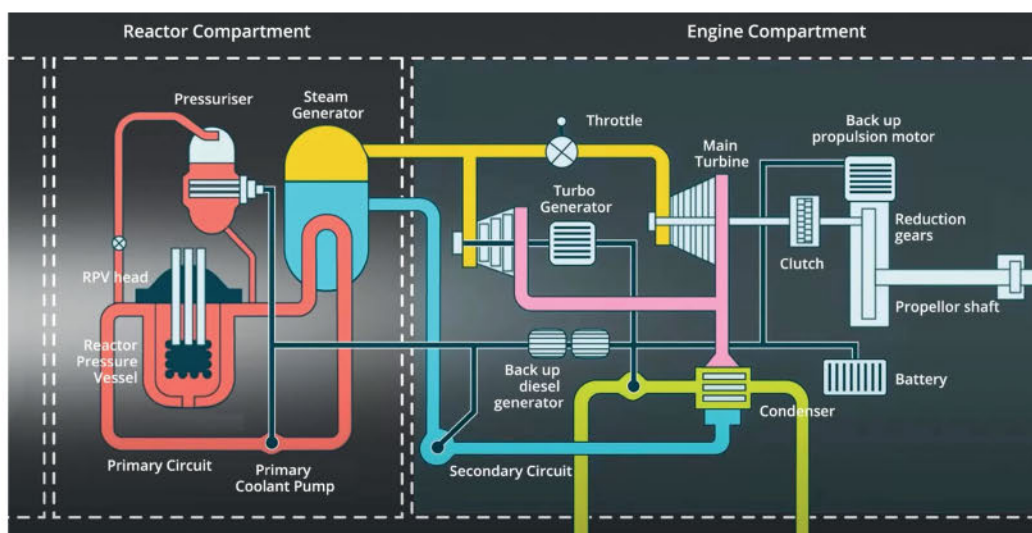 Reactor Compartment
Engine Compartment
Pressuriser
Steam
Generator
Throttle
Back up
propulsion motor
Main
Turbine
Turbo
Generator
Reduction
gears
Clutch
RPV head
Propellor shaft
Reactor
Pressure
Vessel
Back up
diesel
generator
Battery
Condenser
Primary Circuit
Primary
Coolant Pump
Secondary Circuit